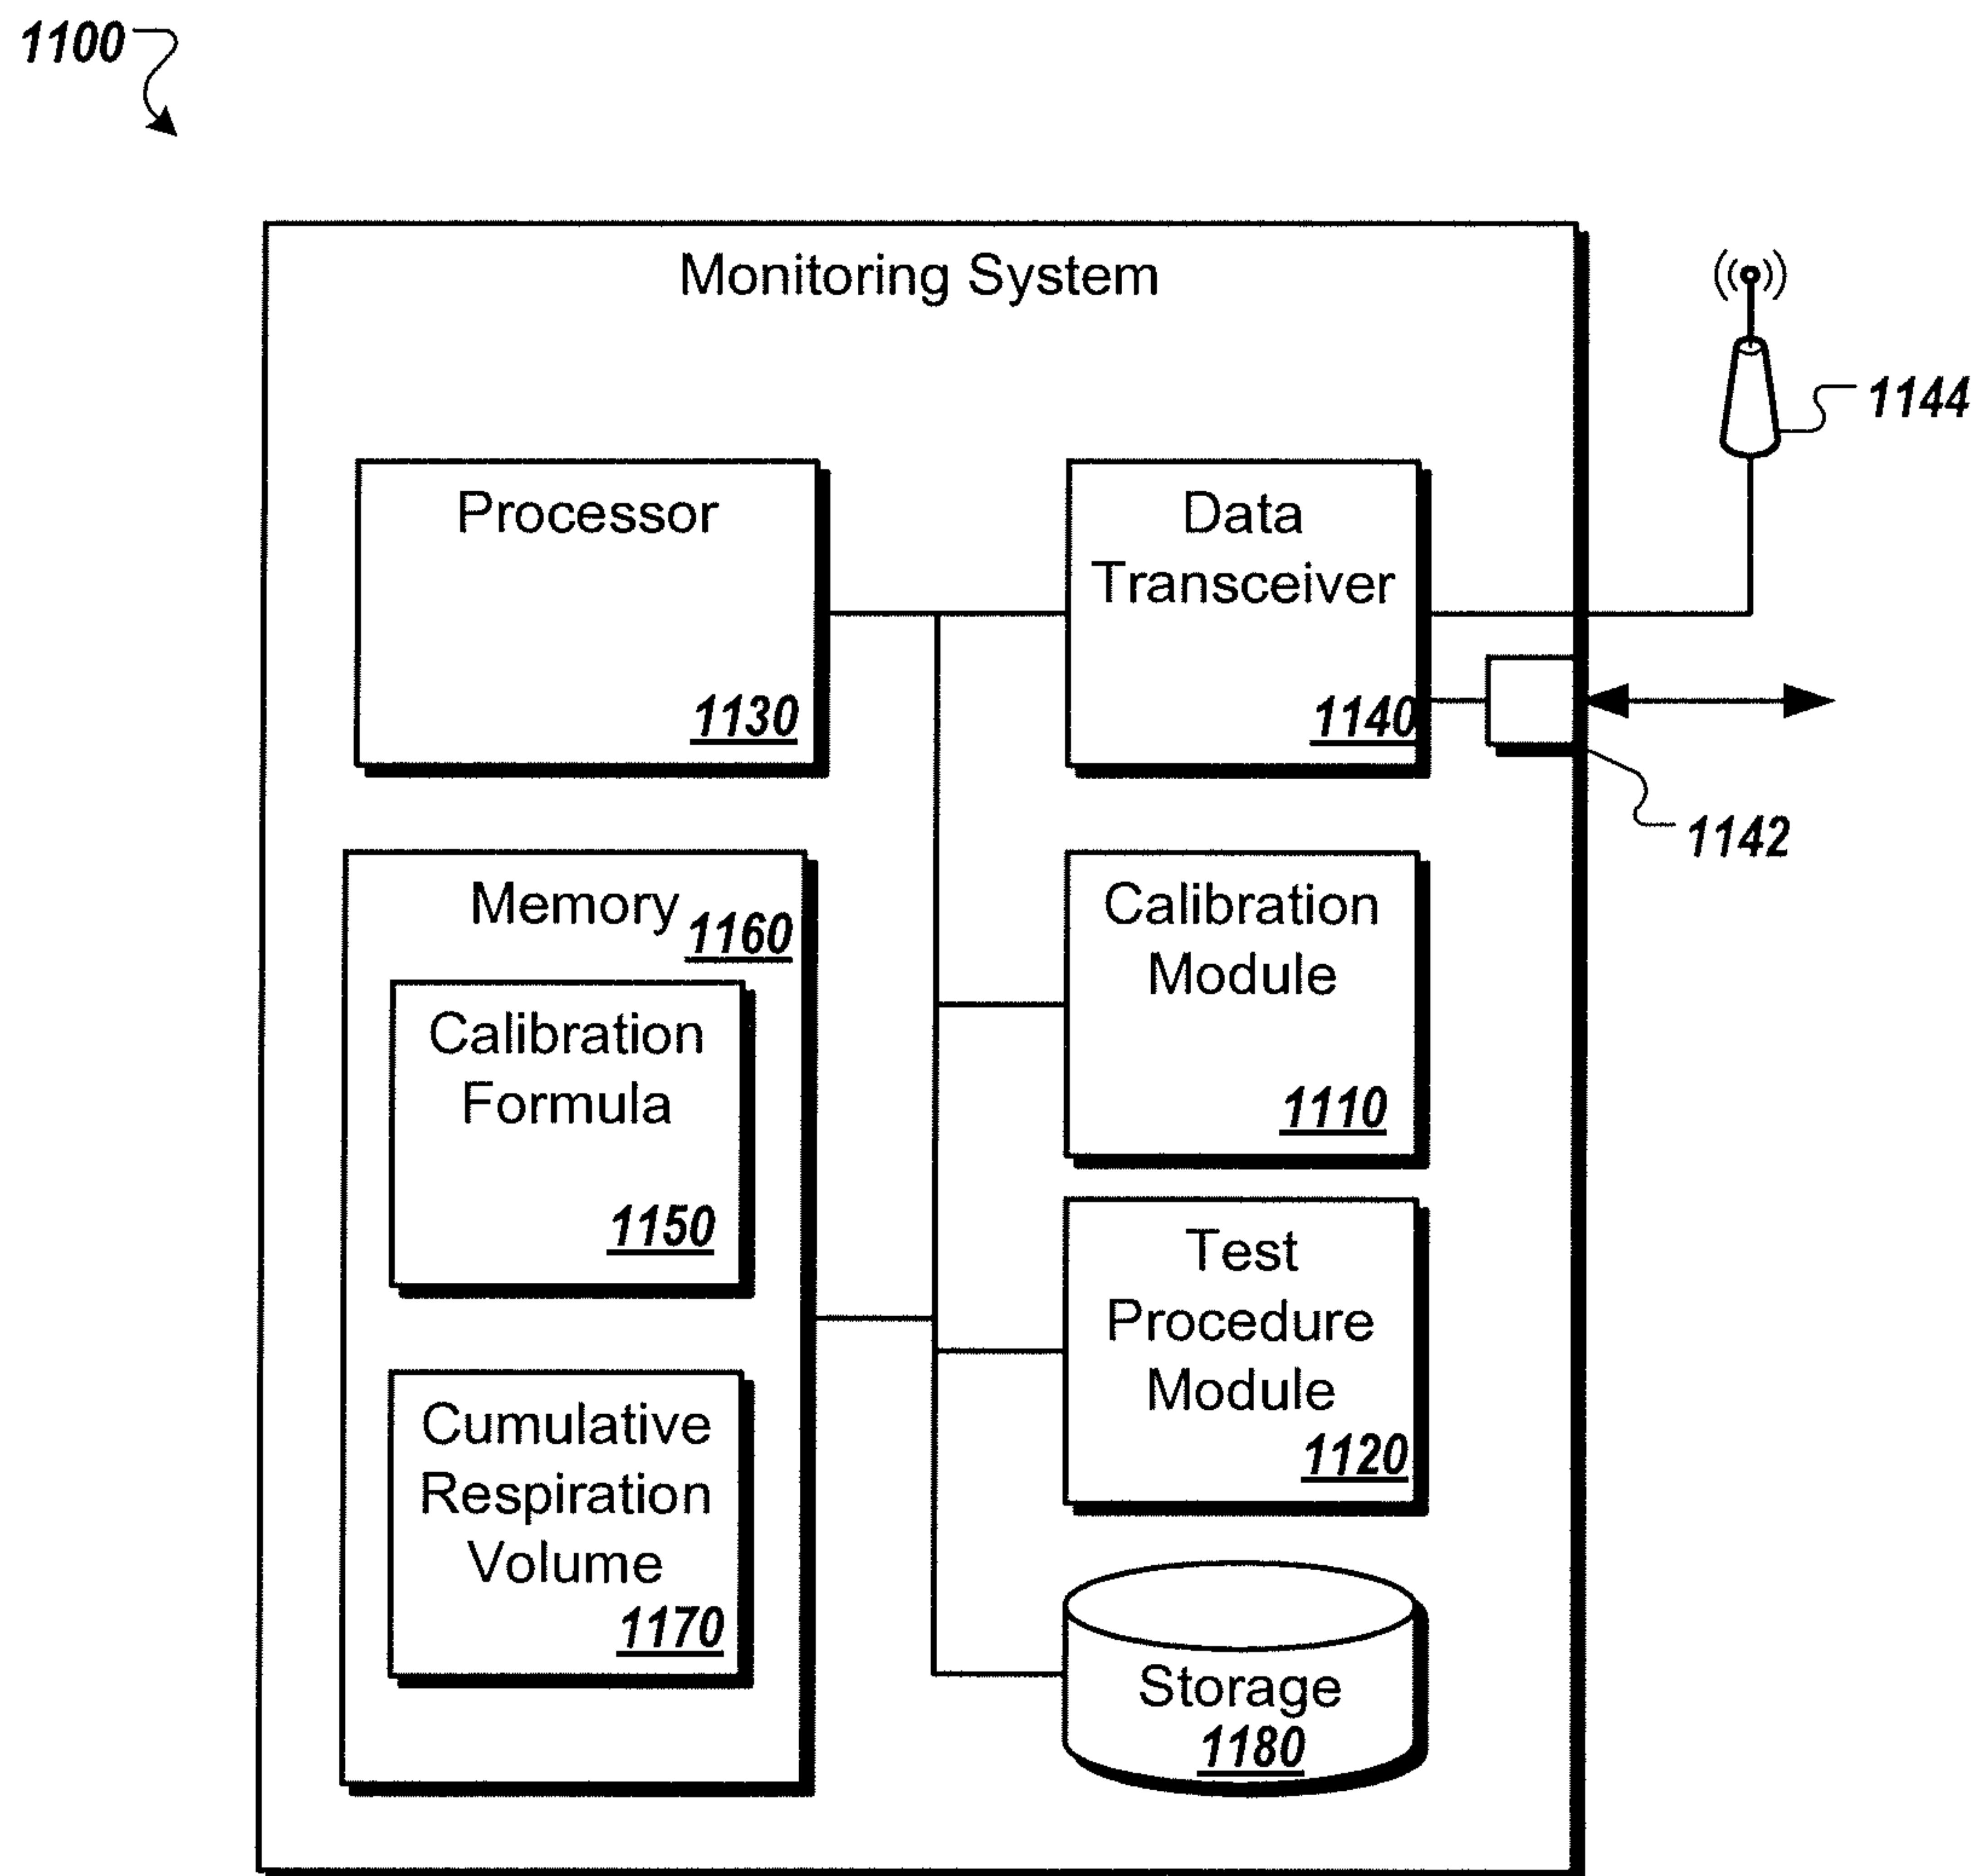 1100
Monitoring System
1144
Processor
1130
Data
Transceiver
1140
1142
Memory
1160
Calibration
Formula
1150
Cumulative
Respiration
Volume
1170
Calibration
Module
1110
Test
Procedure
Module
1120
Storage
1180